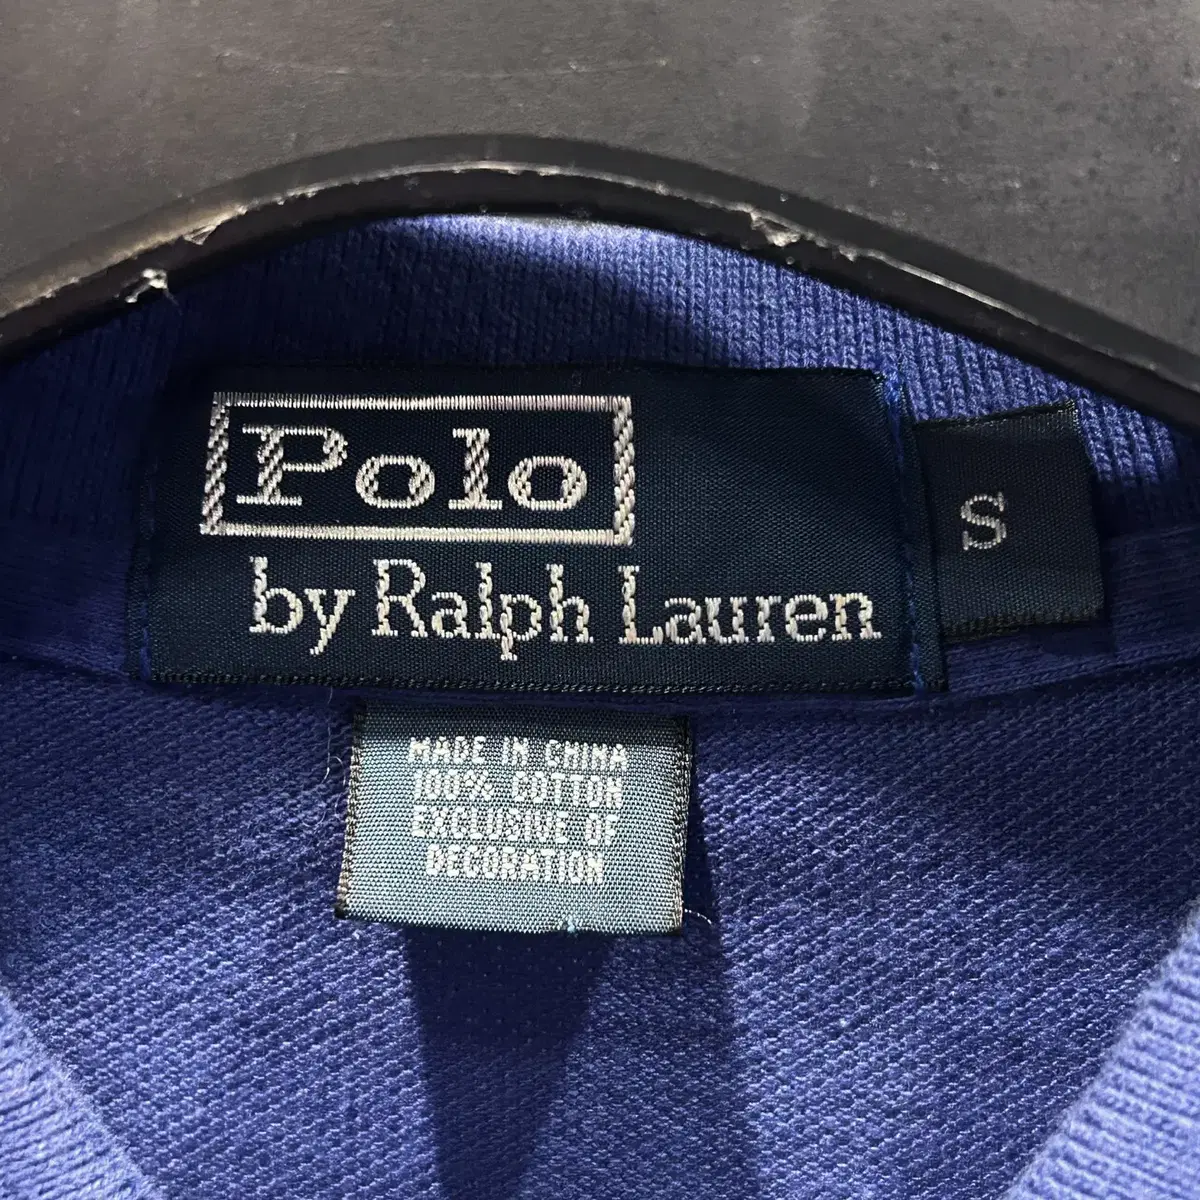 Polo
by Ralph Lauren
S
MADE IN CHINA
100% COTTON
EXCLUSIVE OF
DECORATION